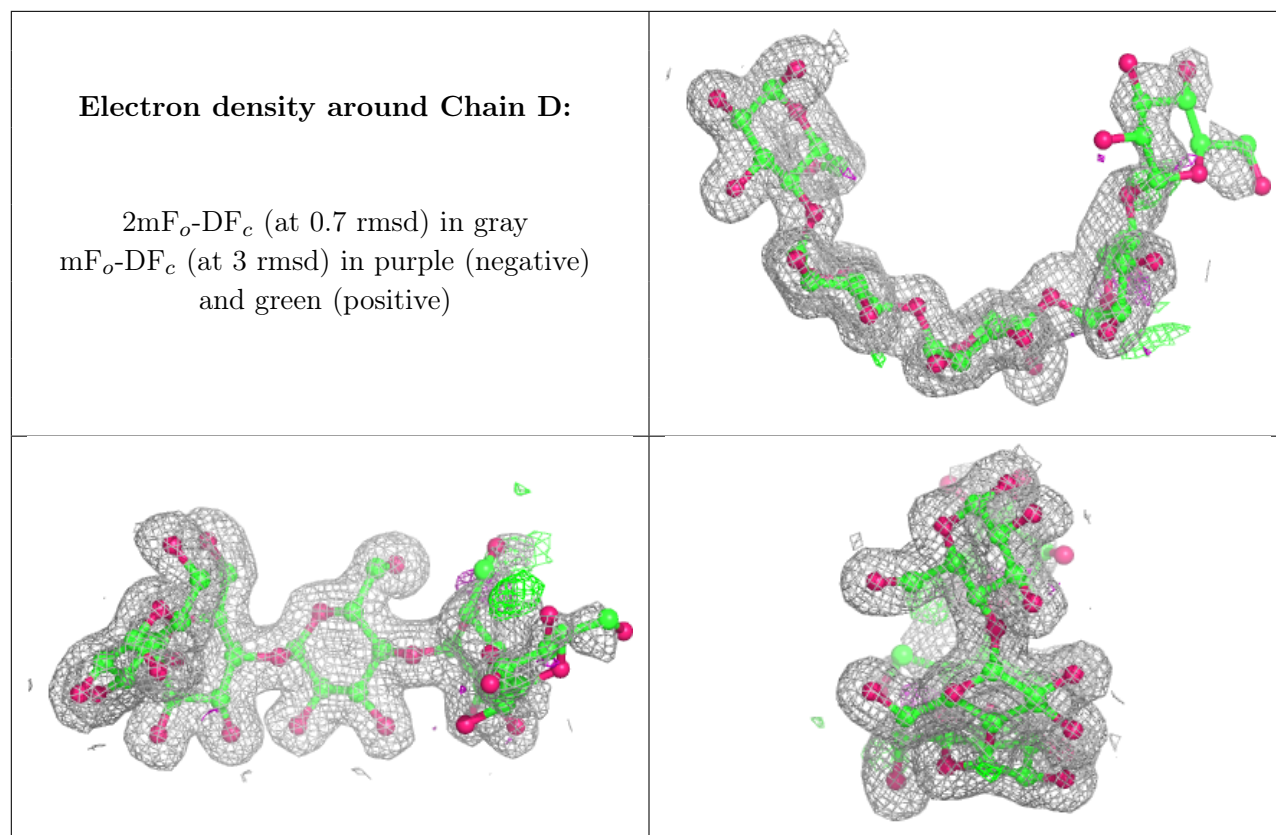 Electron density around Chain D:
2mFo-DFc (at 0.7 rmsd) in gray
mFo-DFc (at 3 rmsd) in purple (negative)
and green (positive)